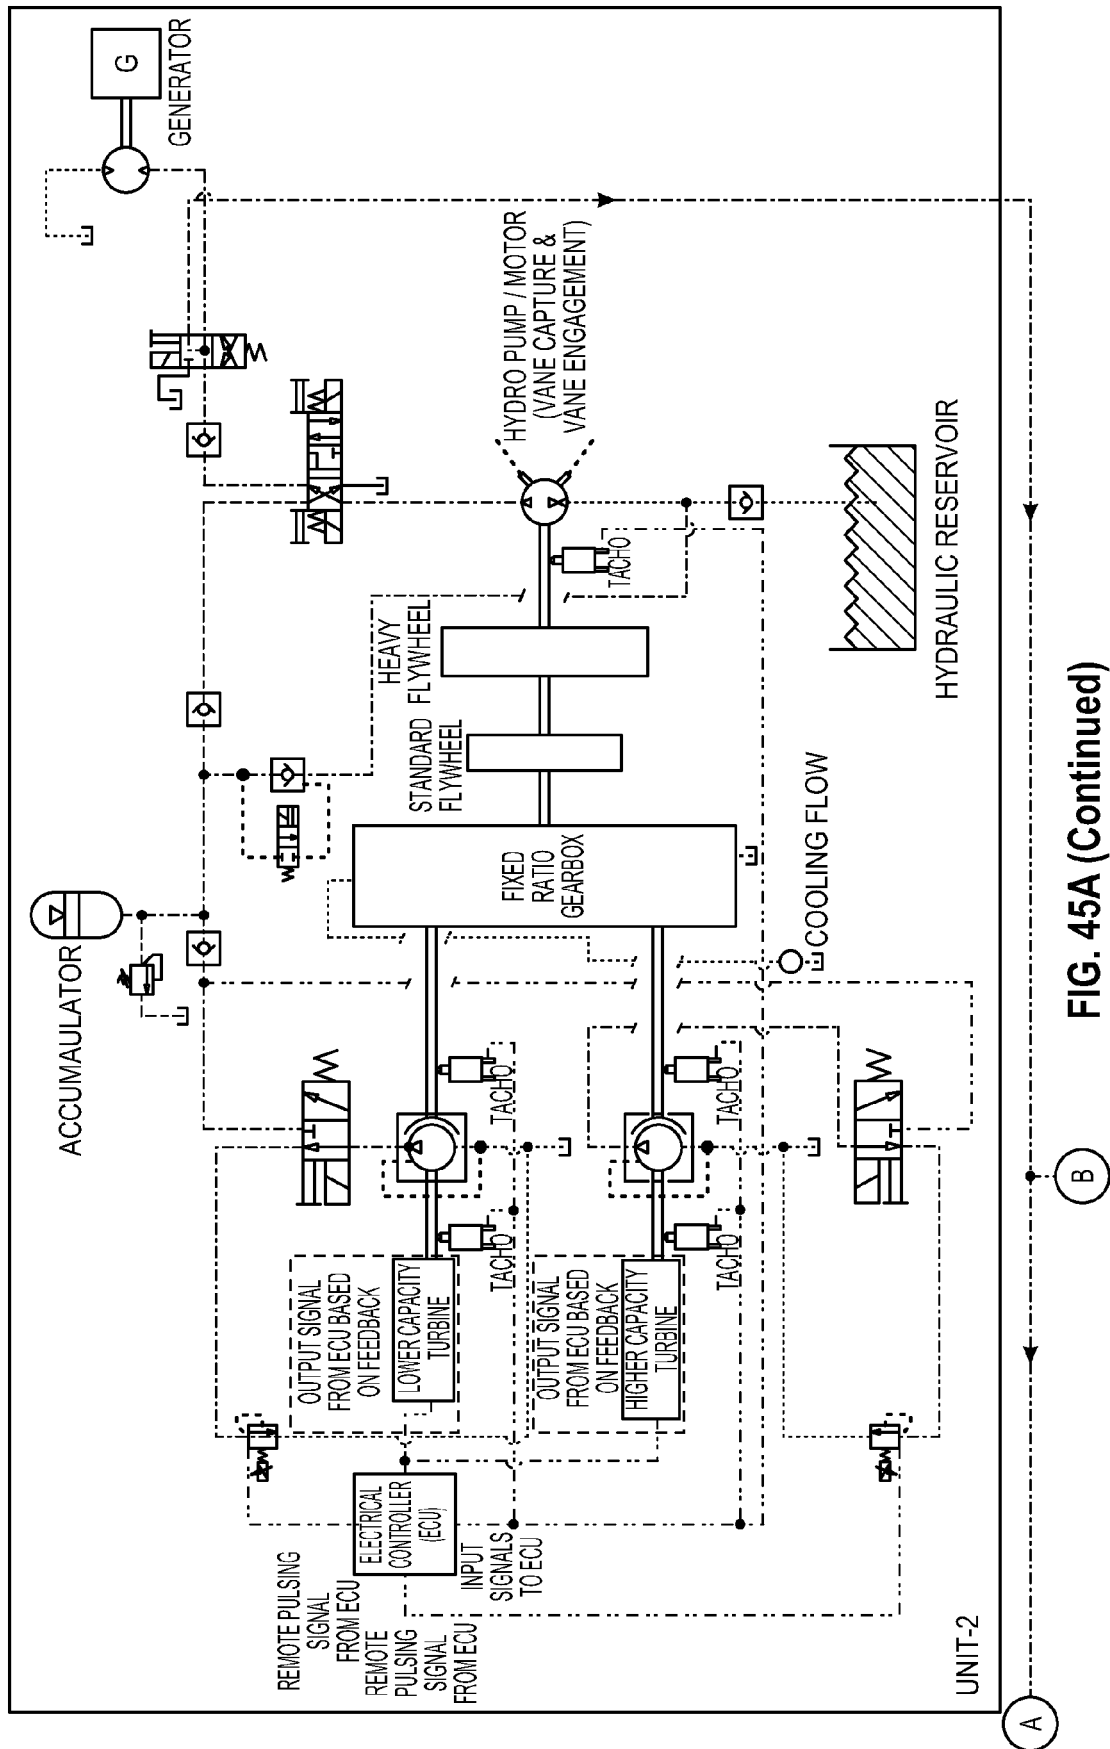 G
GENERATOR
ACCUMAULATOR
HYDRO PUMP / MOTOR
(VANE CAPTURE &
VANE ENGAGEMENT)
TACHO
HEAVY
FLYWHEEL
STANDARD
FLYWHEEL
FIXED
RATIO
GEARBOX
HYDRAULIC RESERVOIR
COOLING FLOW
TACHO
TACHO
TACHO
TACHO
OUTPUT SIGNAL
FROM ECU BASED
ON FEEDBACK
LOWER CAPACITY
TURBINE
OUTPUT SIGNAL
FROM ECU BASED
ON FEEDBACK
HIGHER CAPACITY
TURBINE
ELECTRICAL
CONTROLLER
(ECU)
INPUT
SIGNALS
TO ECU
REMOTE PULSING
SIGNAL
FROM ECU
REMOTE
PULSING
SIGNAL
FROM ECU
UNIT-2
A
B
FIG. 45A (Continued)